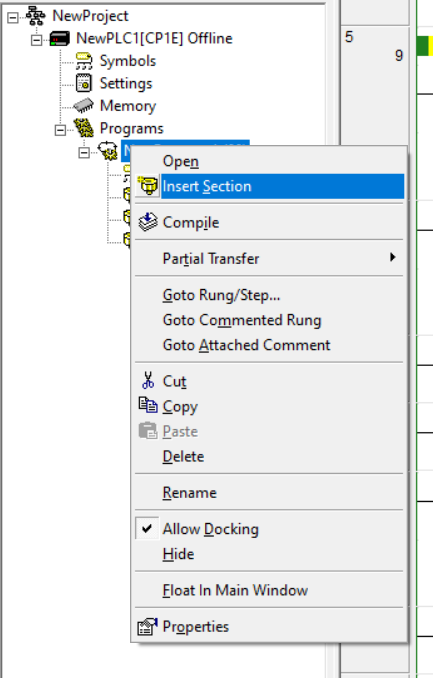 NewProject
NewPLC1[CP1E] Offline
Symbols
Settings
Memory
Programs
5
9
Open
Insert Section
Compile
Partial Transfer
Goto Rung/Step...
Goto Commented Rung
Goto Attached Comment
Cut
Copy
Paste
Delete
Rename
Allow Docking
Hide
Float In Main Window
Properties